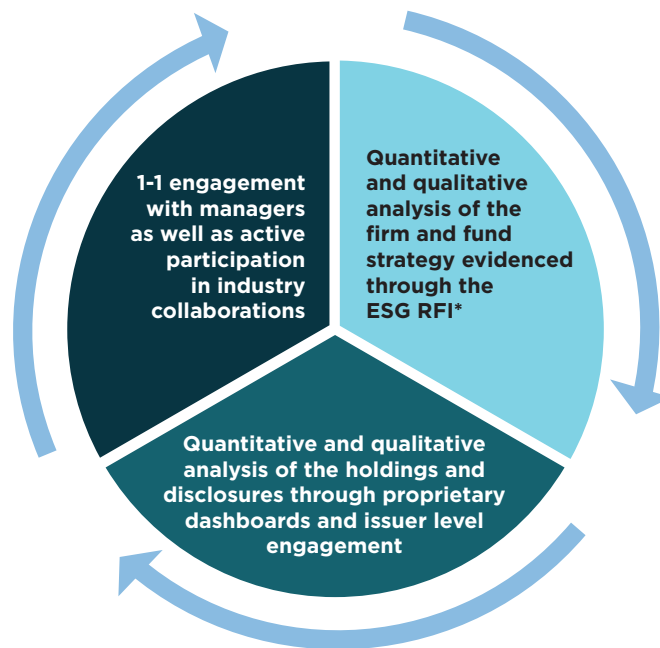 1-1 engagement
with managers
as well as active
participation
in industry
collaborations
Quantitative
and qualitative
analysis of the
firm and fund
strategy evidenced
through the
ESG RFI*
Quantitative and qualitative
analysis of the holdings and
disclosures through proprietary
dashboards and issuer level
engagement